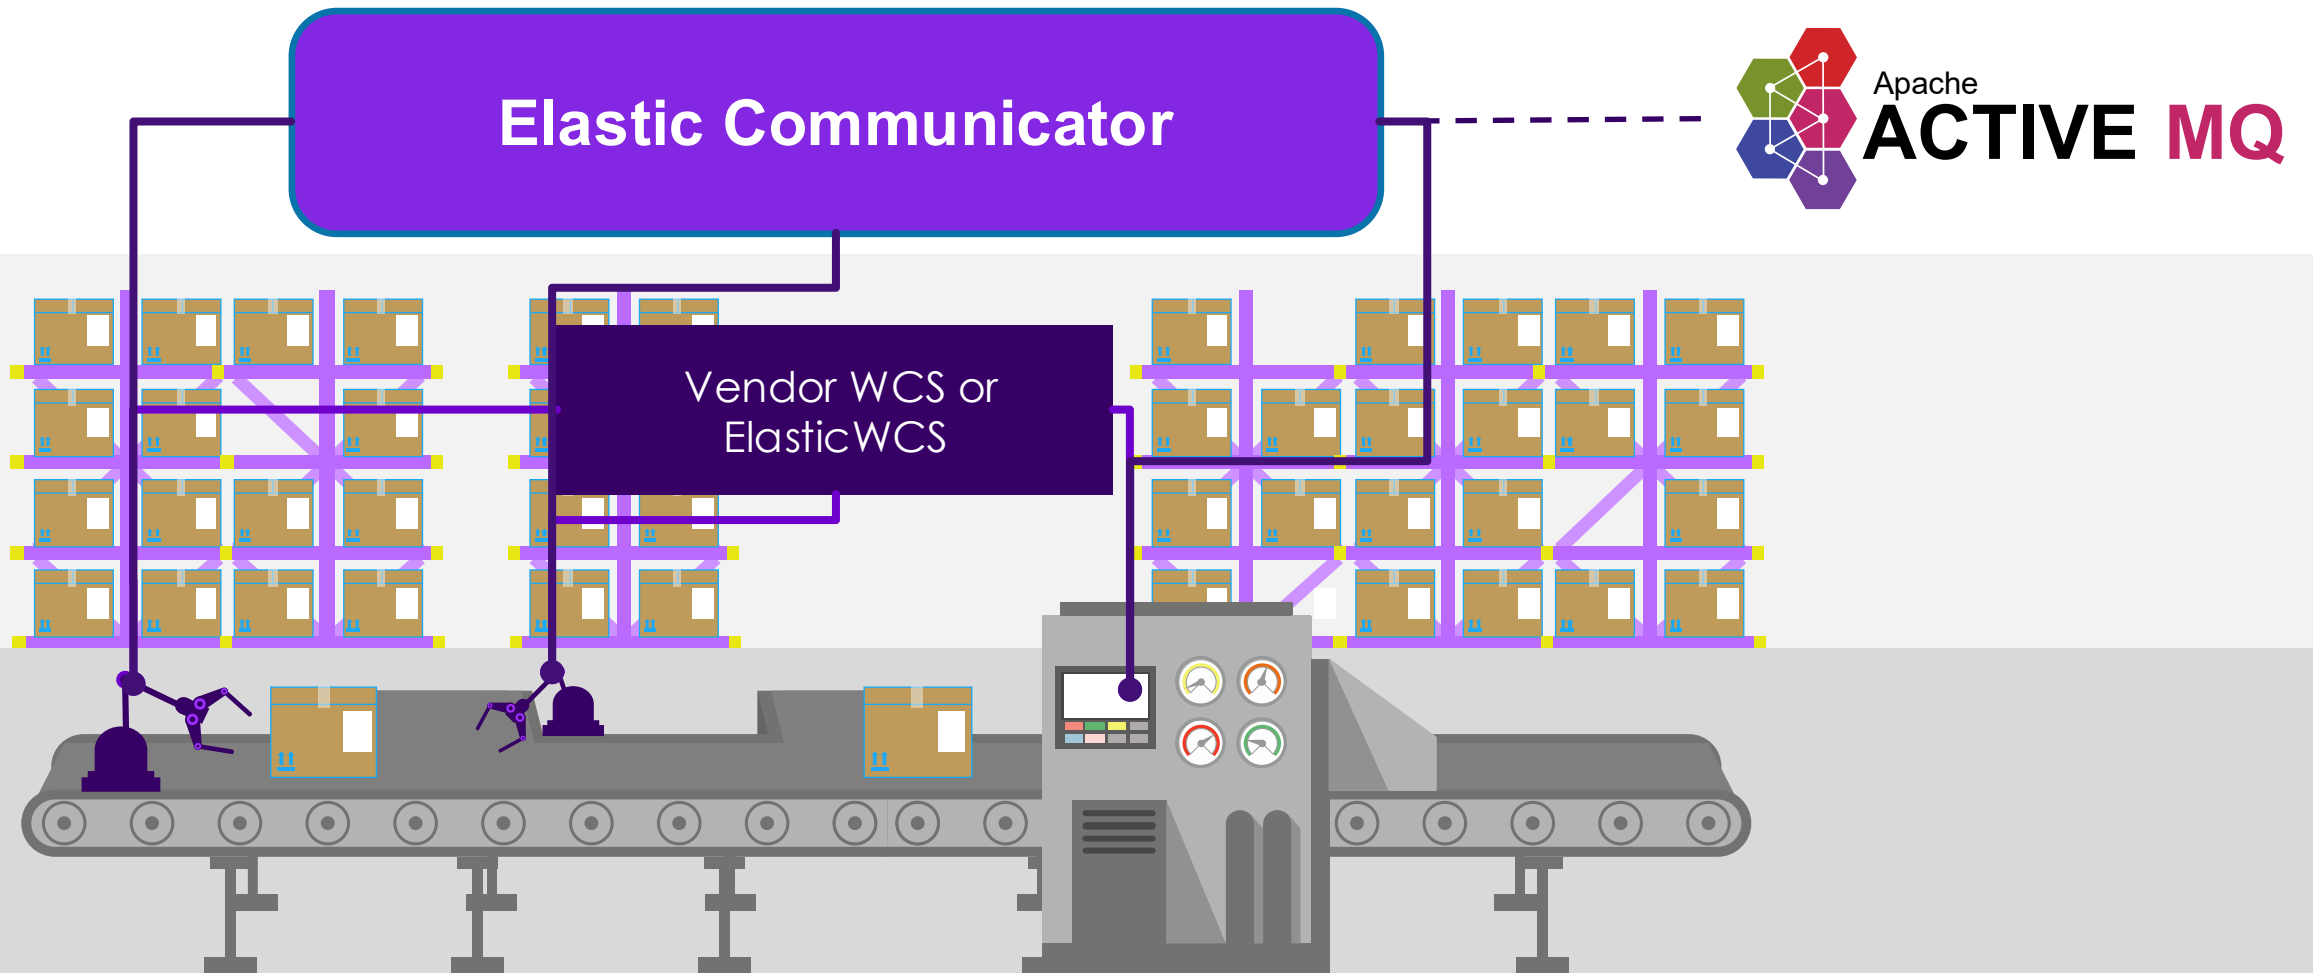 Elastic Communicator
Apache
ACTIVE MQ
Vendor WCS or
ElasticWCS